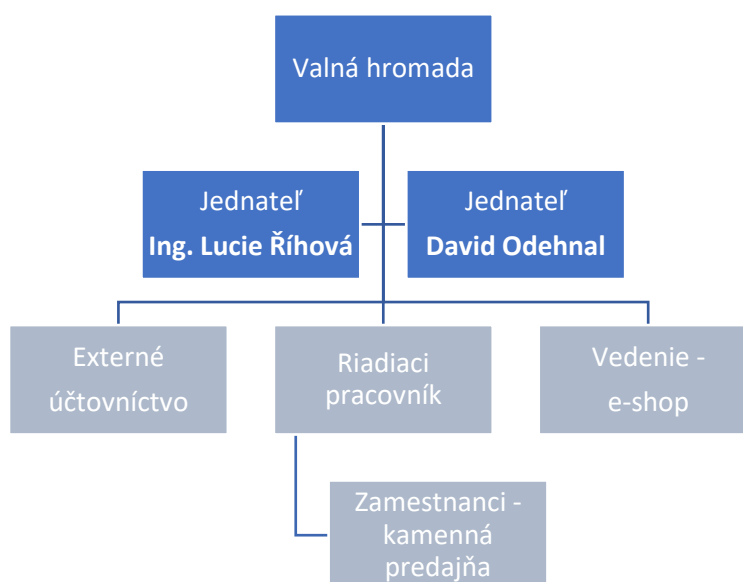 Valná hromada
Jednateľ
Ing. Lucie Říhová
Jednateľ
David Odehnal
Externé
účtovníctvo
Riadiaci
pracovník
Vedenie -
e-shop
Zamestnanci -
kamenná
predajňa